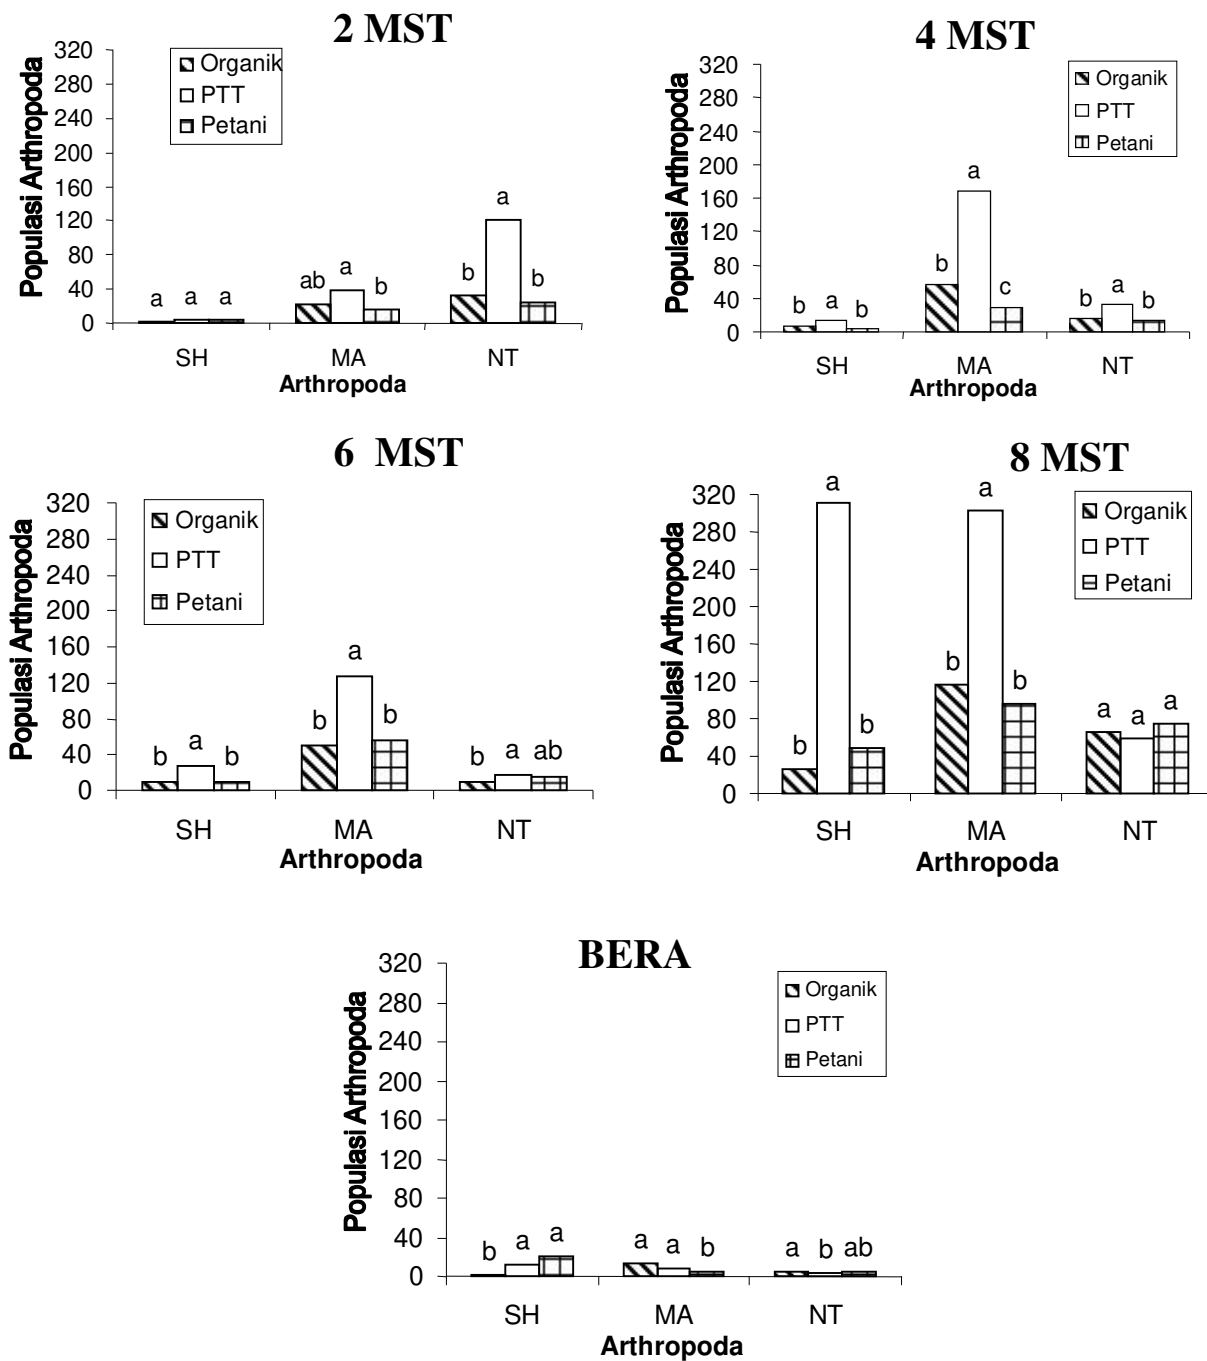 2 MST
320
280
240
200
160
120
80
40
0
Populasi Arthropoda
Organik
PTT
Petani
a a a
ab a b
b a b
SH MA NT
Arthropoda
4 MST
320
280
240
200
160
120
80
40
0
Populasi Arthropoda
Organik
PTT
Petani
b a b
b a c
b a b
SH MA NT
Arthropoda
6 MST
320
280
240
200
160
120
80
40
0
Populasi Arthropoda
Organik
PTT
Petani
b a b
b a b
b a ab
SH MA NT
Arthropoda
8 MST
320
280
240
200
160
120
80
40
0
Populasi Arthropoda
Organik
PTT
Petani
b a b
b a b
a a a
SH MA NT
Arthropoda
BERA
320
280
240
200
160
120
80
40
0
Populasi Arthropoda
Organik
PTT
Petani
b a a
a a b
a b ab
SH MA NT
Arthropoda